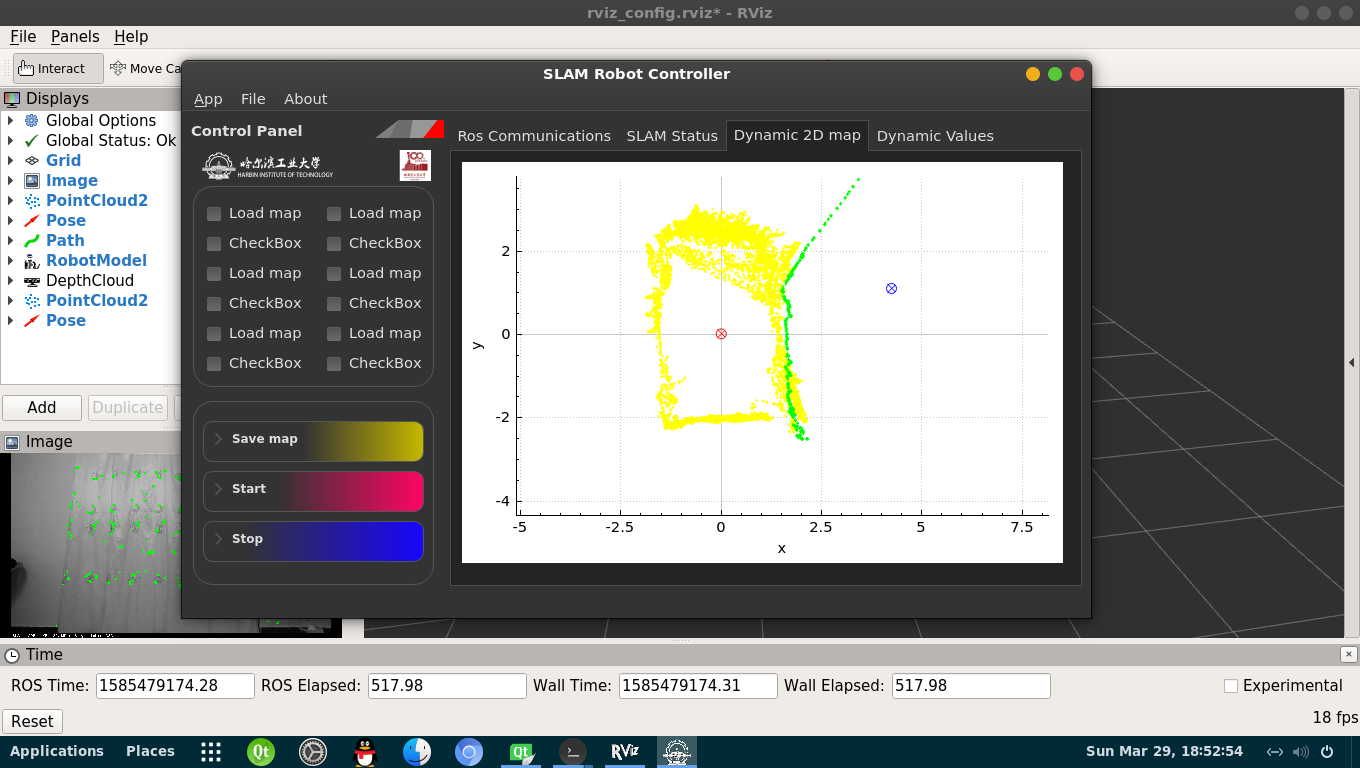 rviz_config.rviz* - RViz
File Panels Help
Interact Move Ca
Displays
Global Options
Global Status: Ok
Grid
Image
PointCloud2
Pose
Path
RobotModel
DepthCloud
PointCloud2
Pose
Add Duplicate
Image
SLAM Robot Controller
App File About
Control Panel
哈尔滨工业大学
HARBIN INSTITUTE OF TECHNOLOGY
100
Load map Load map
CheckBox CheckBox
Load map Load map
CheckBox CheckBox
Load map Load map
CheckBox CheckBox
Save map
Start
Stop
Ros Communications SLAM Status Dynamic 2D map Dynamic Values
y
2
0
-2
-4
-5 -2.5 0 2.5 5 7.5
x
Time
ROS Time: 1585479174.28 ROS Elapsed: 517.98 Wall Time: 1585479174.31 Wall Elapsed: 517.98 Experimental
Reset 18 fps
Applications Places Qt Qt RViz Sun Mar 29, 18:52:54